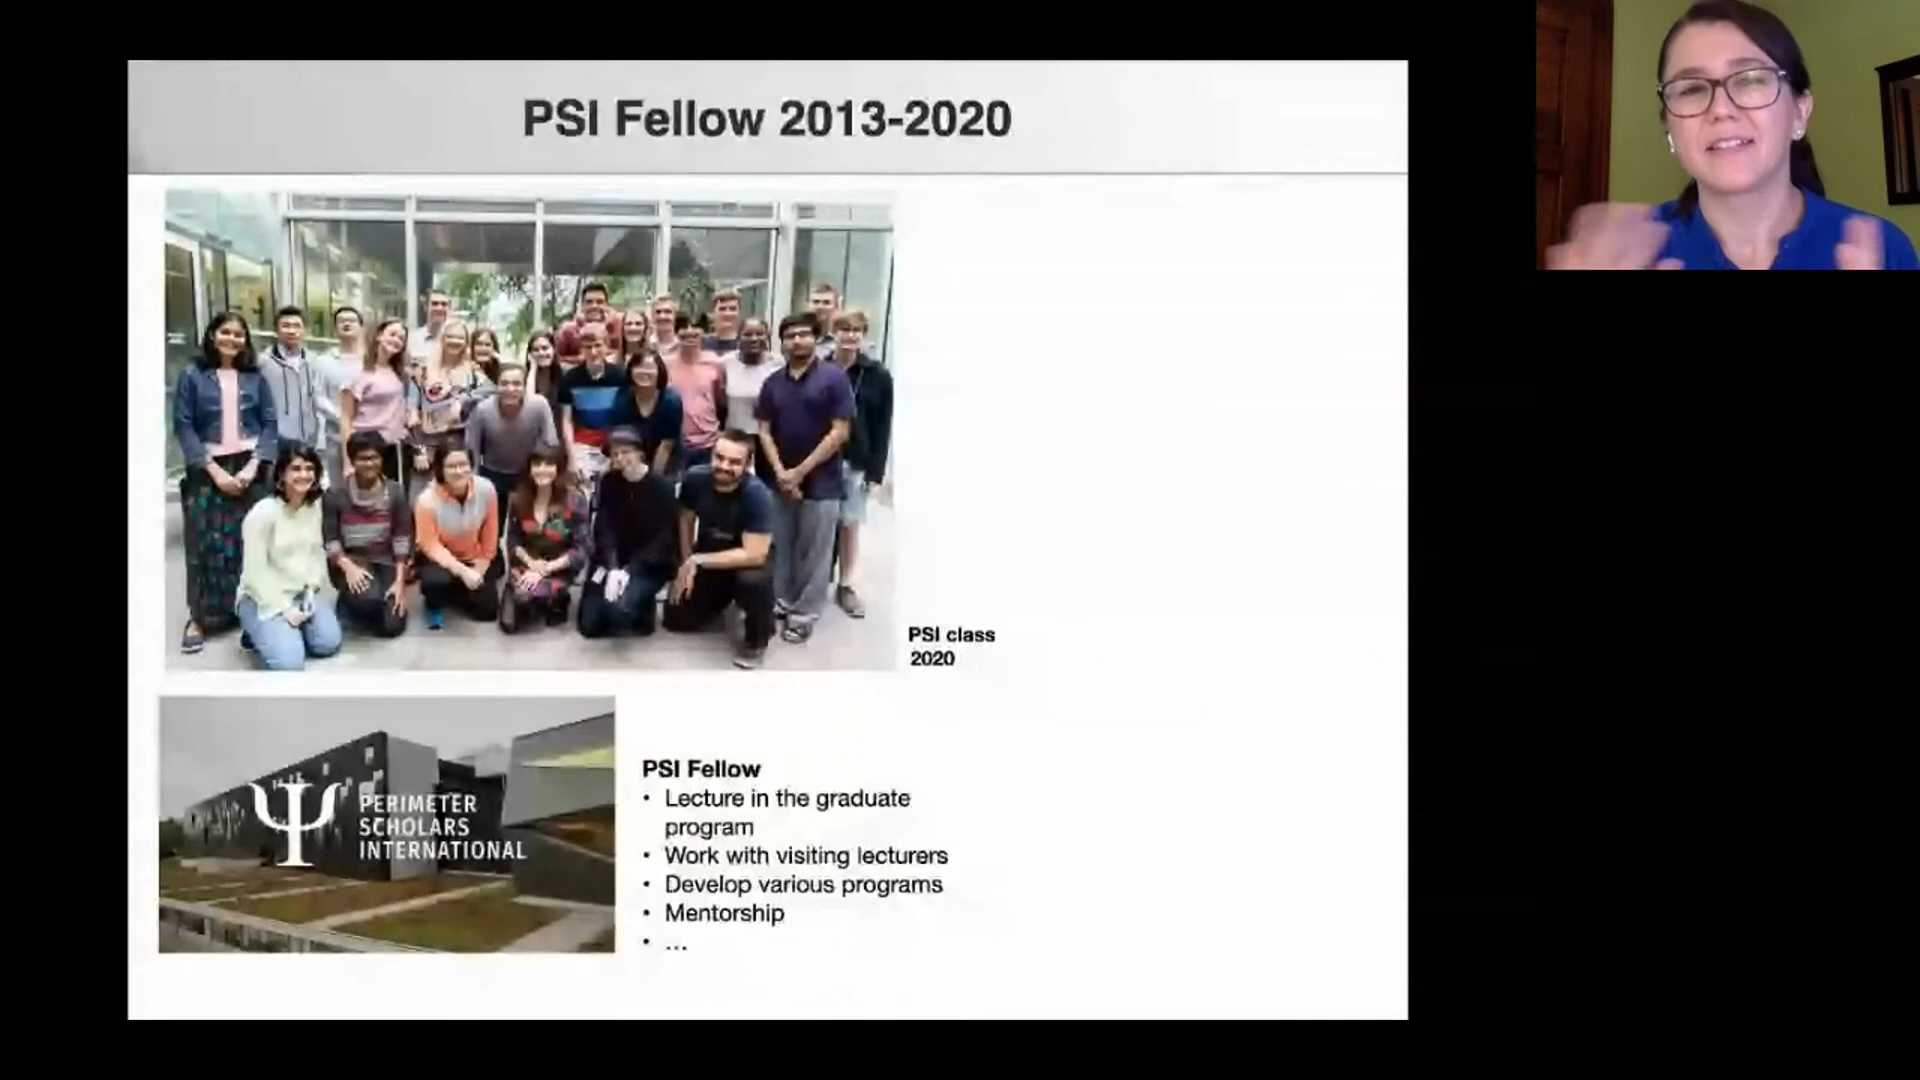 PSI Fellow 2013-2020
PSI class
2020
PERIMETER
SCHOLARS
INTERNATIONAL
PSI Fellow
• Lecture in the graduate
program
• Work with visiting lecturers
• Develop various programs
• Mentorship
• ...